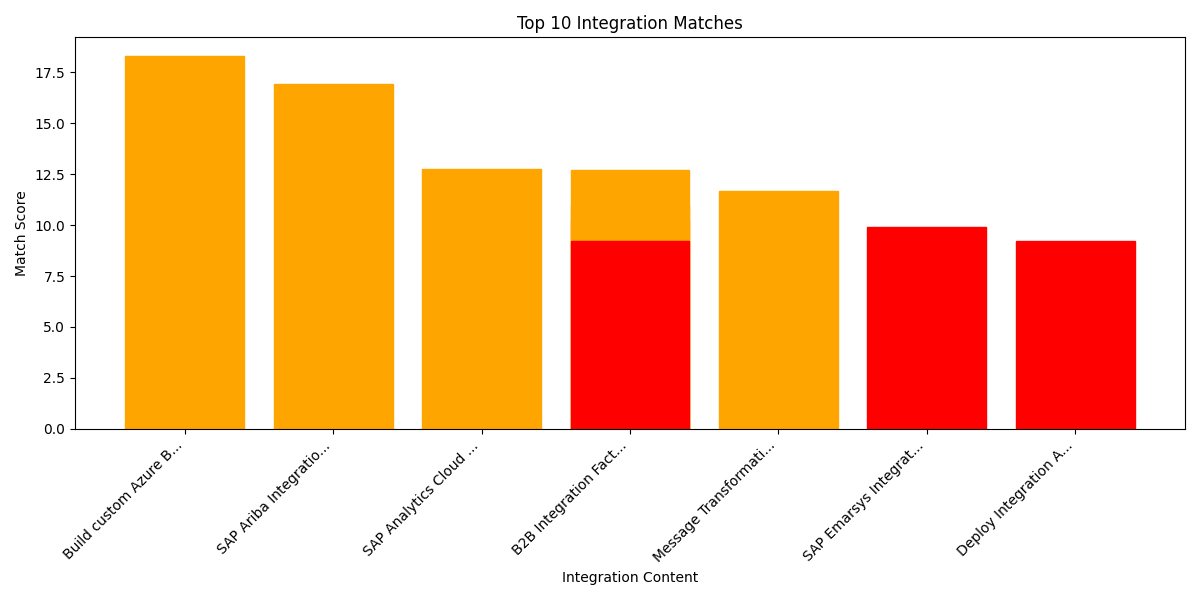 Top 10 Integration Matches
Match Score
17.5
15.0
12.5
10.0
7.5
5.0
2.5
0.0
Build custom Azure B...
SAP Ariba Integratio...
SAP Analytics Cloud ...
B2B Integration Fact...
Message Transformati...
SAP Emarsys Integrat...
Deploy Integration A...
Integration Content